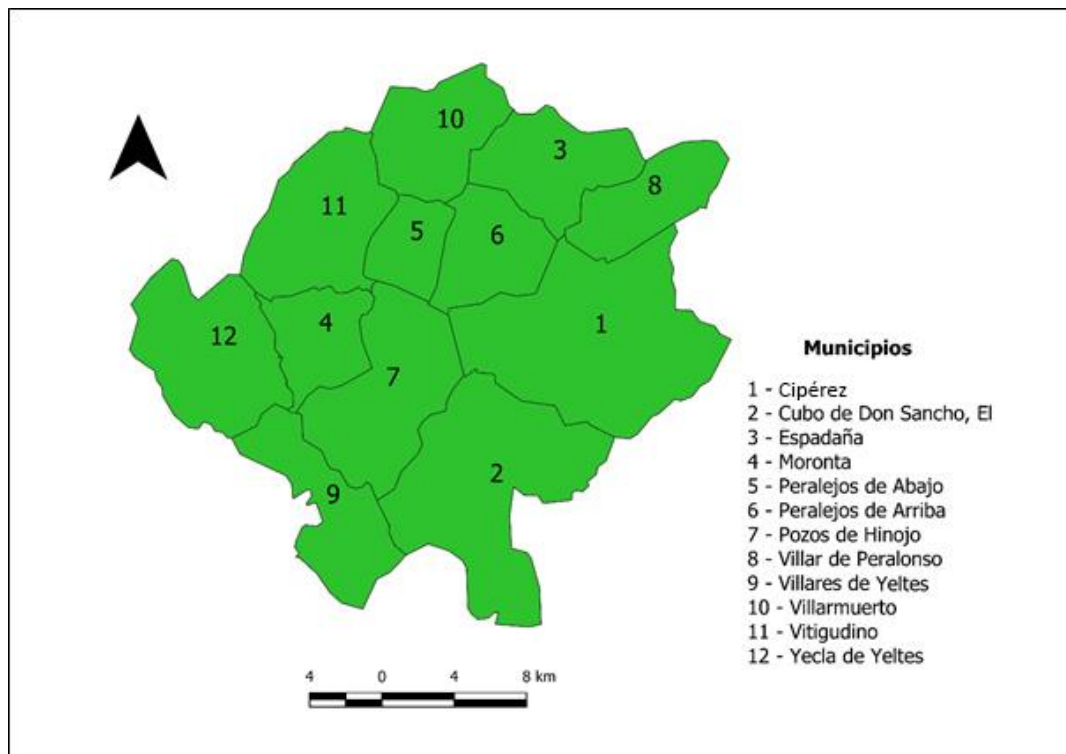 10
3
8
11
5
6
1
12
4
7
2
9
Municipios
1 - Cipérez
2 - Cubo de Don Sancho, El
3 - Espadaña
4 - Moronta
5 - Peralejos de Abajo
6 - Peralejos de Arriba
7 - Pozos de Hinojo
8 - Villar de Peralonso
9 - Villares de Yeltes
10 - Villarmuerto
11 - Vitigudino
12 - Yecla de Yeltes
4 0 4 8 km